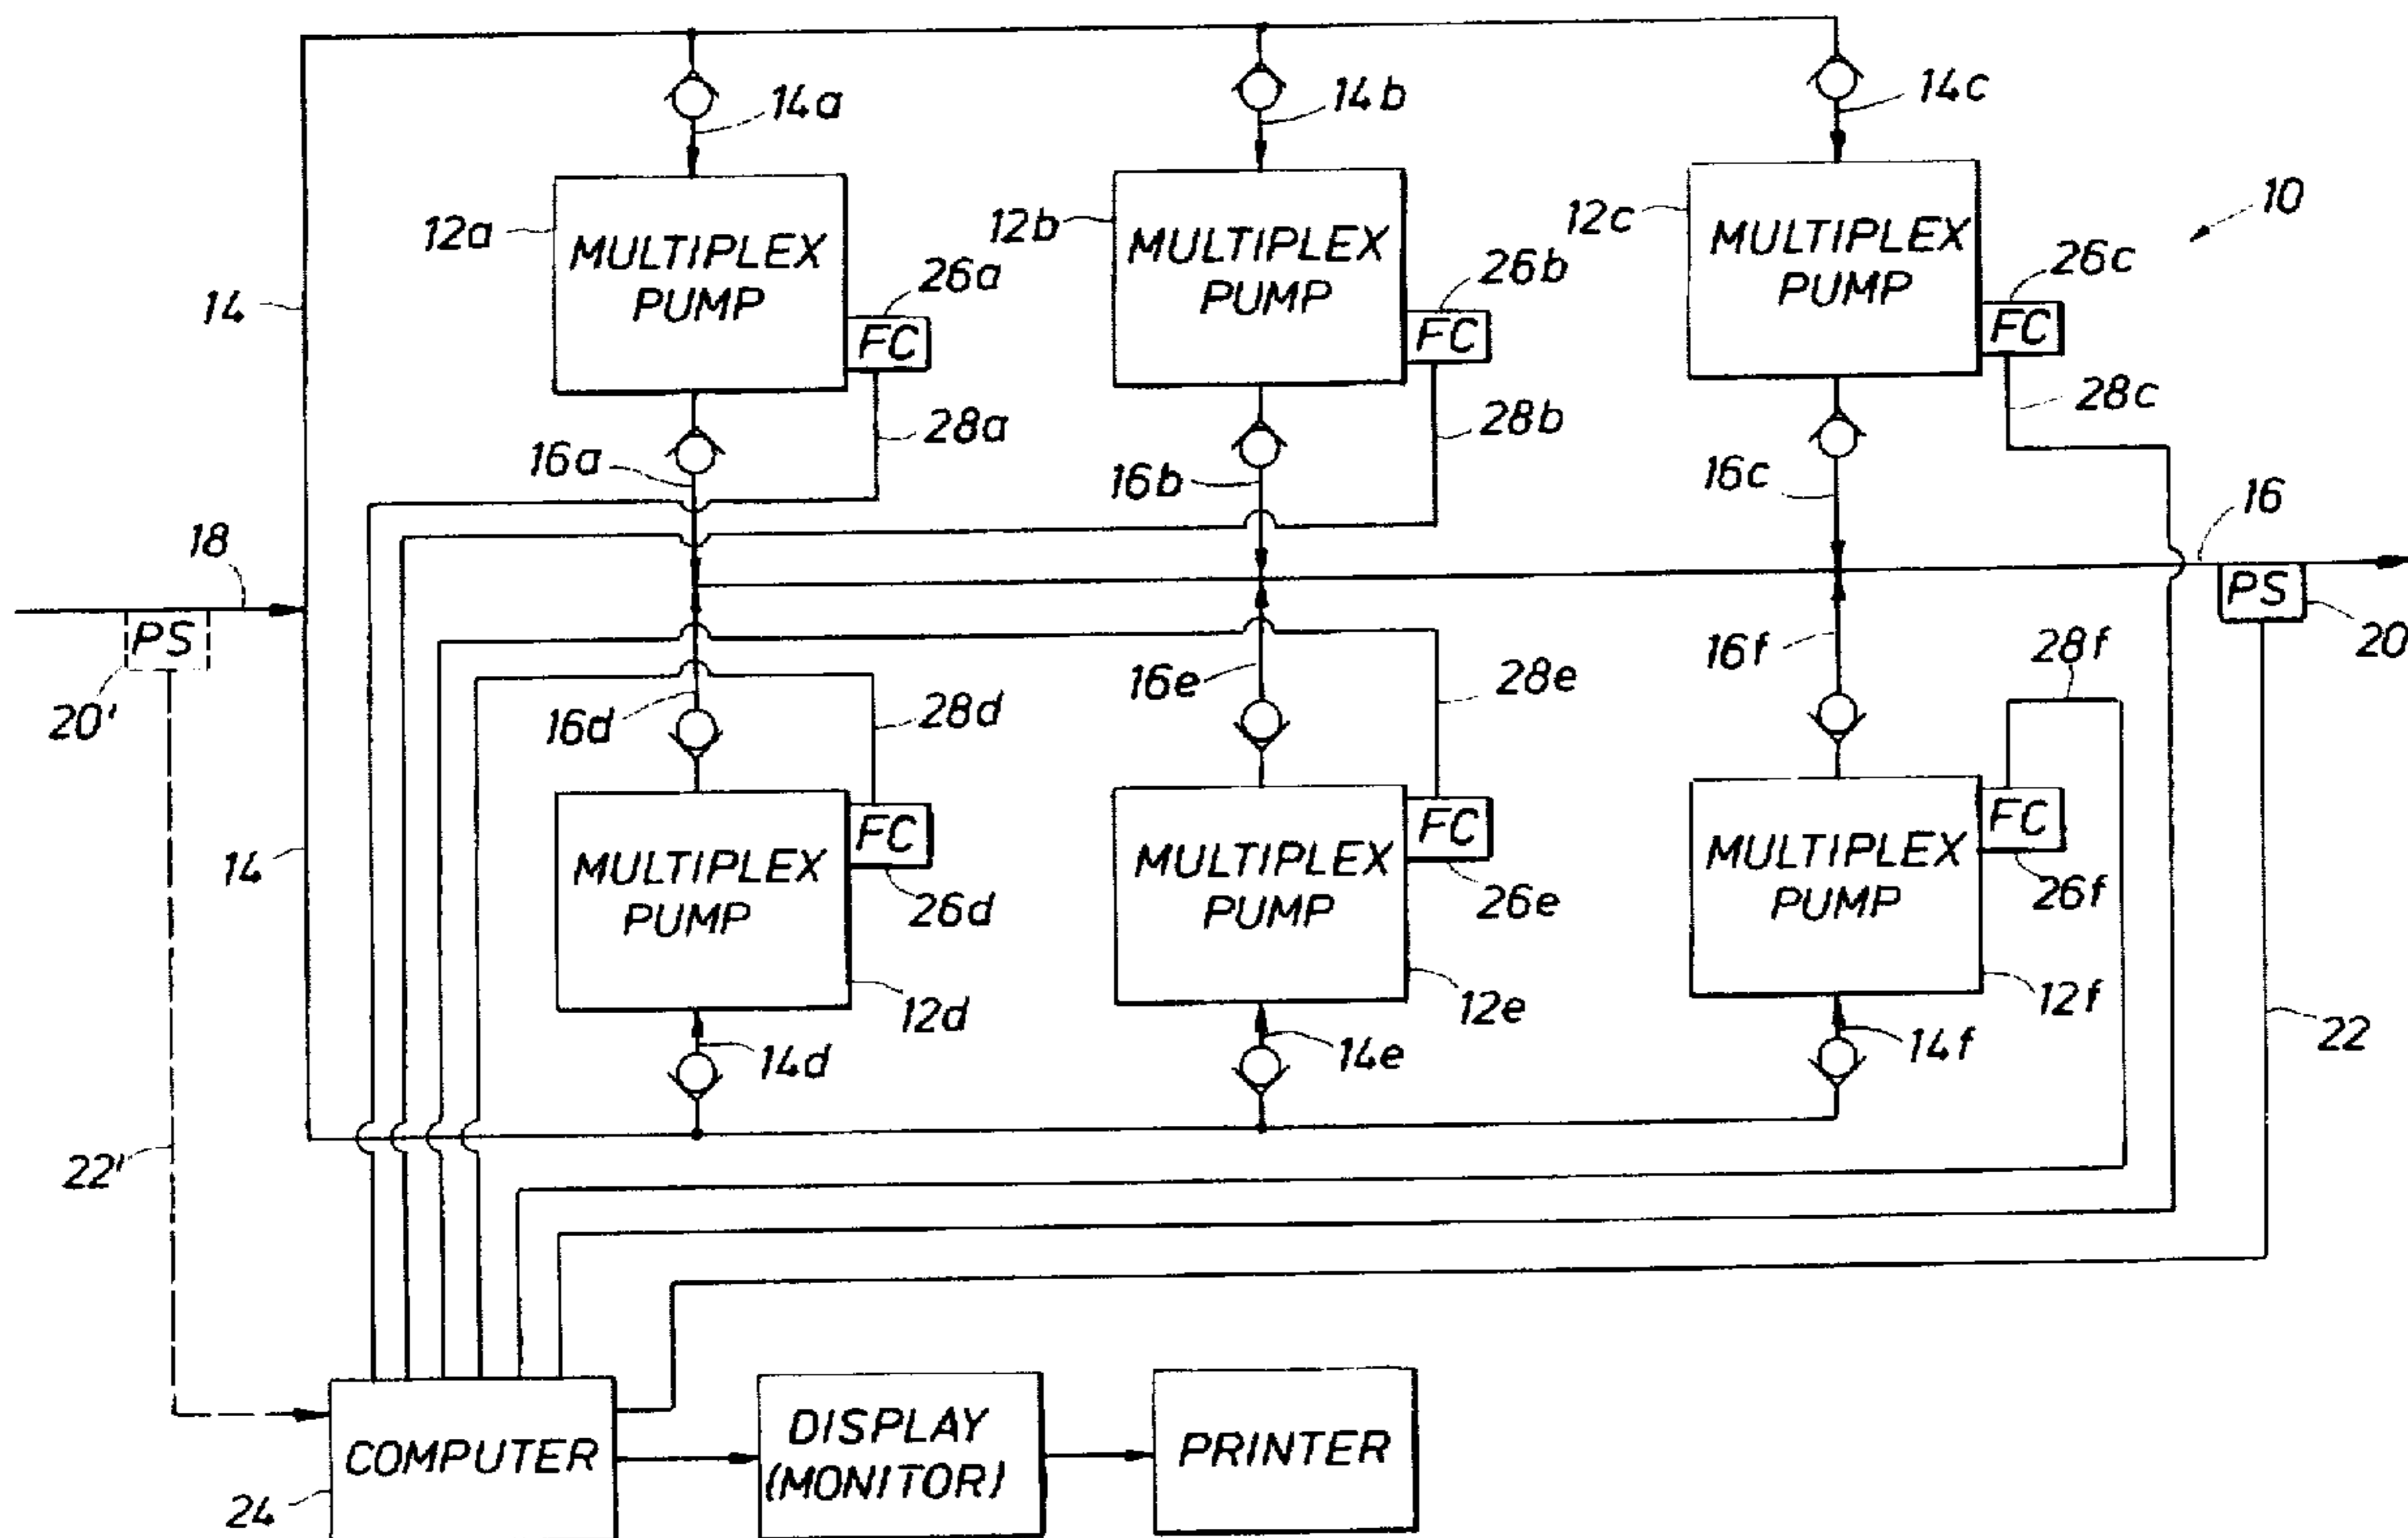 14a
14b
14c
12a
MULTIPLEX
PUMP
26a
FC
12b
MULTIPLEX
PUMP
26b
FC
12c
MULTIPLEX
PUMP
26c
FC
10
14
28a
28b
28c
16a
16b
16c
16
18
PS
20'
PS
20
16d
28d
16e
28e
16f
28f
14
MULTIPLEX
PUMP
FC
26d
12d
MULTIPLEX
PUMP
FC
26e
12e
MULTIPLEX
PUMP
FC
26f
12f
14d
14e
14f
22
22'
COMPUTER
24
DISPLAY
(MONITOR)
PRINTER